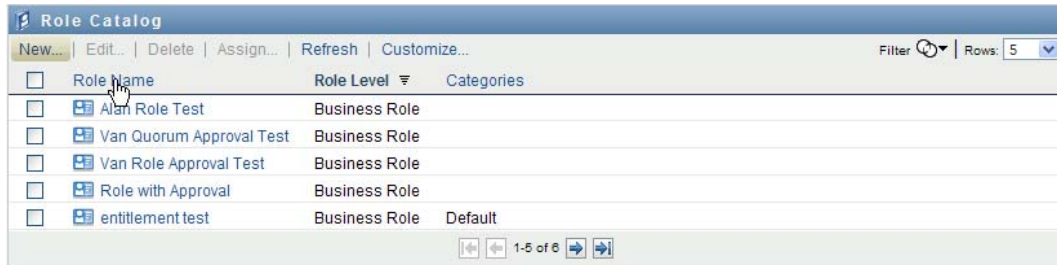 Role Catalog
New... | Edit... | Delete | Assign... | Refresh | Customize... Filter | Rows: 5
Role Name Role Level Categories
Alan Role Test Business Role
Van Quorum Approval Test Business Role
Van Role Approval Test Business Role
Role with Approval Business Role
entitlement test Business Role Default
1-5 of 6